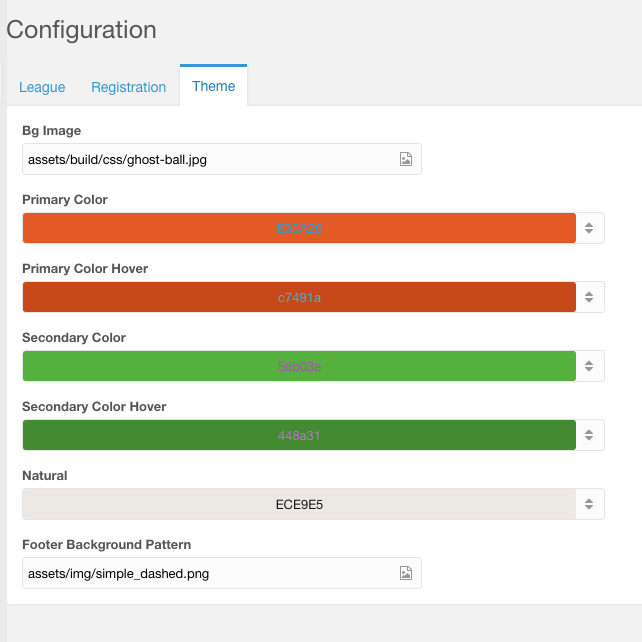 Configuration
League
Registration
Theme
Bg Image
assets/build/css/ghost-ball.jpg
Primary Color
E35A26
Primary Color Hover
c7491a
Secondary Color
56b03e
Secondary Color Hover
448a31
Natural
ECE9E5
Footer Background Pattern
assets/img/simple_dashed.png